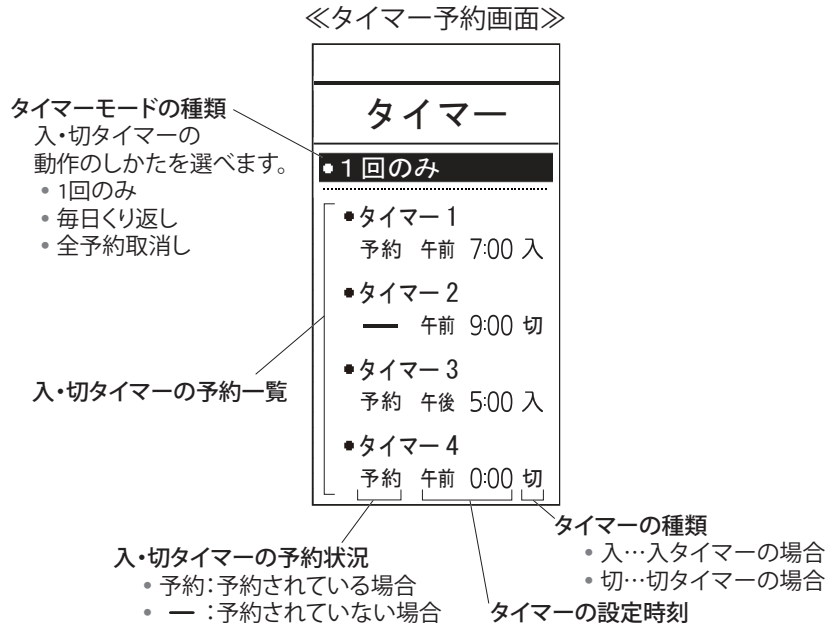 ≪タイマー予約画面≫
タイマーモードの種類
入・切タイマーの
動作のしかたを選べます。
• 1回のみ
• 毎日くり返し
• 全予約取消し
タイマー
●1回のみ
●タイマー1
予約 午前 7:00 入
●タイマー2
― 午前 9:00 切
●タイマー3
予約 午後 5:00 入
●タイマー4
予約 午前 0:00 切
入・切タイマーの予約一覧
入・切タイマーの予約状況
• 予約：予約されている場合
• ― ：予約されていない場合
タイマーの設定時刻
タイマーの種類
• 入…入タイマーの場合
• 切…切タイマーの場合